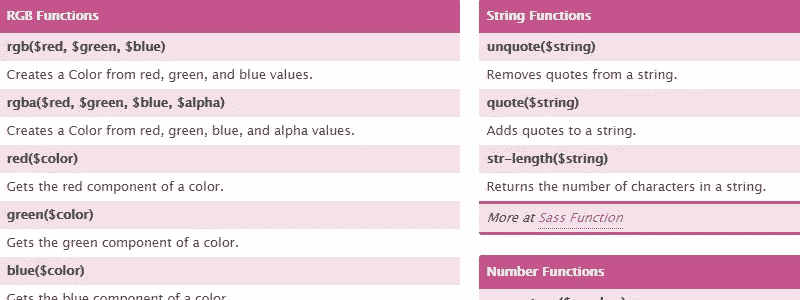 RGB Functions
rgb($red, $green, $blue)
Creates a Color from red, green, and blue values.
rgba($red, $green, $blue, $alpha)
Creates a Color from red, green, blue, and alpha values.
red($color)
Gets the red component of a color.
green($color)
Gets the green component of a color.
blue($color)
Gets the blue component of a color.
String Functions
unquote($string)
Removes quotes from a string.
quote($string)
Adds quotes to a string.
str-length($string)
Returns the number of characters in a string.
More at Sass Function
Number Functions